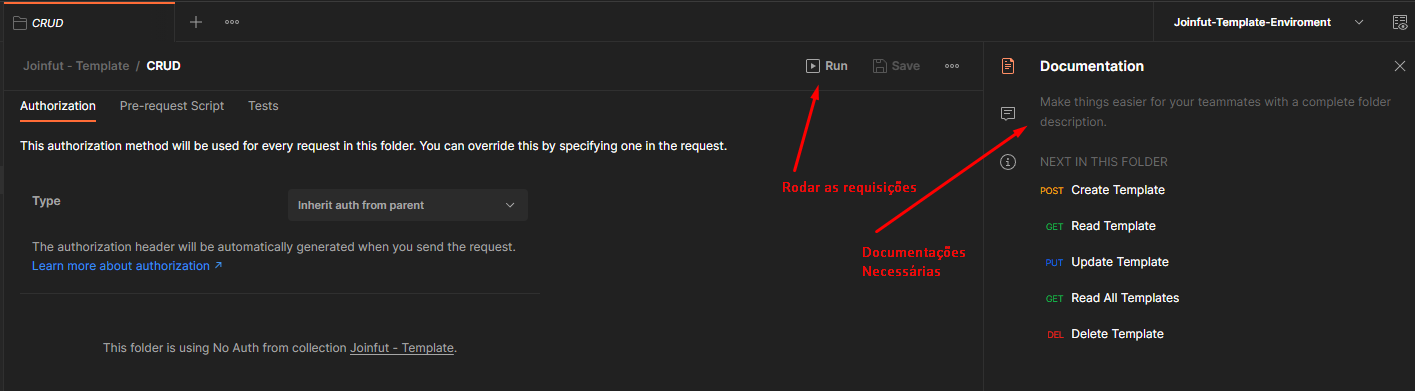 CRUD
Joinfut-Template-Enviroment
Joinfut - Template / CRUD
Run
Save
Documentation
Make things easier for your teammates with a complete folder
description.
Authorization
Pre-request Script
Tests
This authorization method will be used for every request in this folder. You can override this by specifying one in the request.
Type
Inherit auth from parent
The authorization header will be automatically generated when you send the request.
Learn more about authorization ↗
This folder is using No Auth from collection Joinfut - Template.
Rodar as requisições
Documentações
Necessárias
NEXT IN THIS FOLDER
POST Create Template
GET Read Template
PUT Update Template
GET Read All Templates
DEL Delete Template